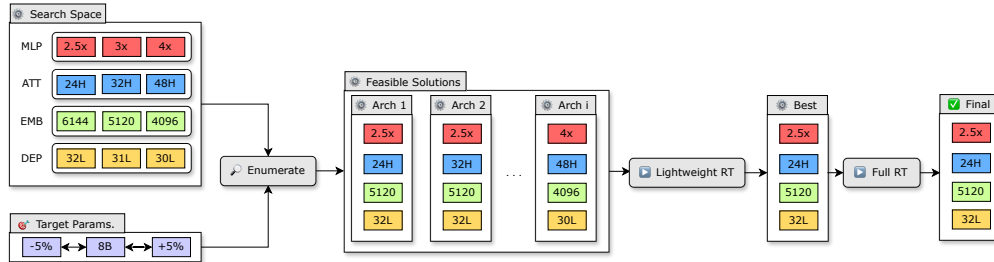 Search Space
MLP 2.5x 3x 4x
ATT 24H 32H 48H
EMB 6144 5120 4096
DEP 32L 31L 30L
Target Params.
-5% 8B +5%
Enumerate
Feasible Solutions
Arch 1 Arch 2 Arch i
2.5x 2.5x 4x
24H 32H 48H
5120 5120 ... 4096
32L 32L 30L
Lightweight RT
Best
2.5x
24H
5120
32L
Full RT
Final
2.5x
24H
5120
32L